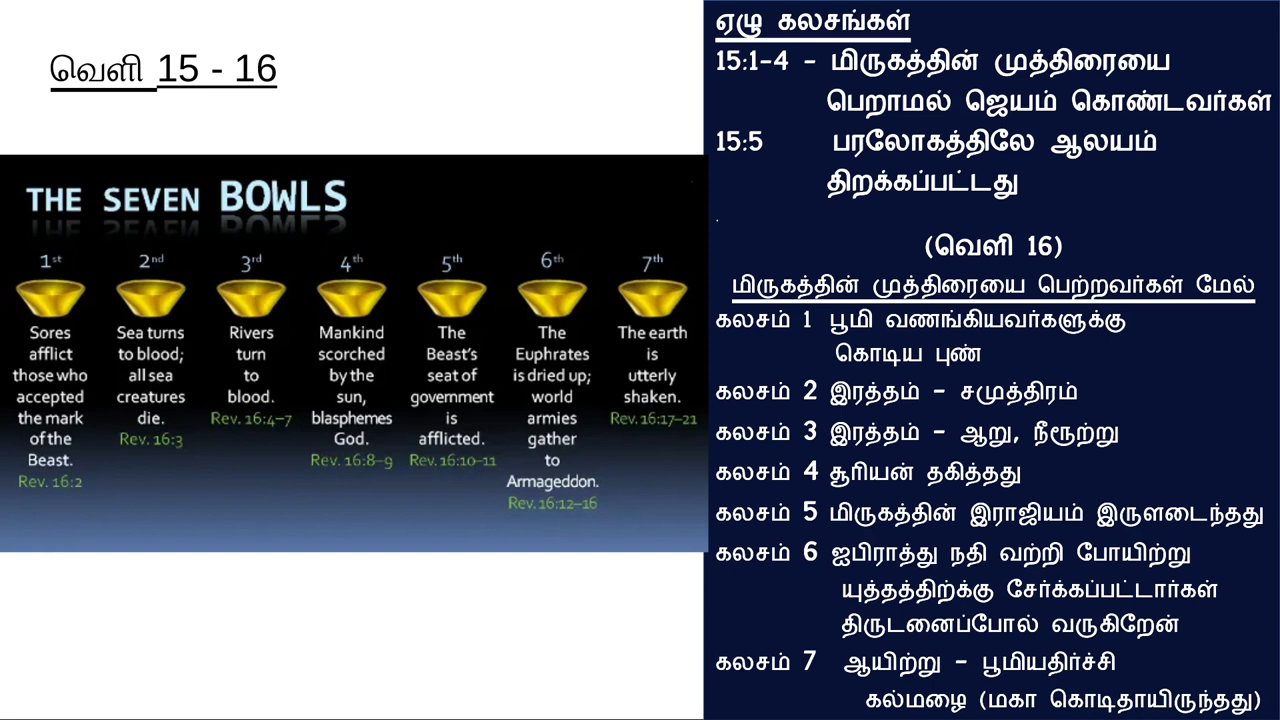 வெளி 15 - 16
THE SEVEN BOWLS
1st
Sores
afflict
those who
accepted
the mark
of the
Beast.
Rev. 16:2
2nd
Sea turns
to blood;
all sea
creatures
die.
Rev. 16:3
3rd
Rivers
turn
to
blood.
Rev. 16:4–7
4th
Mankind
scorched
by the
sun,
blasphemes
God.
Rev. 16:8–9
5th
The
Beast's
seat of
government
is
afflicted.
Rev. 16:10–11
6th
The
Euphrates
is dried up;
world
armies
gather
to
Armageddon.
Rev. 16:12–16
7th
The earth
is
utterly
shaken.
Rev. 16:17–21
ஏழு கலசங்கள்
15:1-4 - மிருகத்தின் முத்திரையை
பெறாமல் ஜெயம் கொண்டவர்கள்
15:5 பரலோகத்திலே ஆலயம்
திறக்கப்பட்டது
.
(வெளி 16)
மிருகத்தின் முத்திரையை பெற்றவர்கள் மேல்
கலசம் 1 பூமி வணங்கியவர்களுக்கு
கொடிய புண்
கலசம் 2 இரத்தம் - சமுத்திரம்
கலசம் 3 இரத்தம் - ஆறு, நீரூற்று
கலசம் 4 சூரியன் தகித்தது
கலசம் 5 மிருகத்தின் இராஜியம் இருளடைந்தது
கலசம் 6 ஐபிராத்து நதி வற்றி போயிற்று
யுத்தத்திற்க்கு சேர்க்கப்பட்டார்கள்
திருடனைப்போல் வருகிறேன்
கலசம் 7 ஆயிற்று - பூமியதிர்ச்சி
கல்மழை (மகா கொடிதாயிருந்தது)